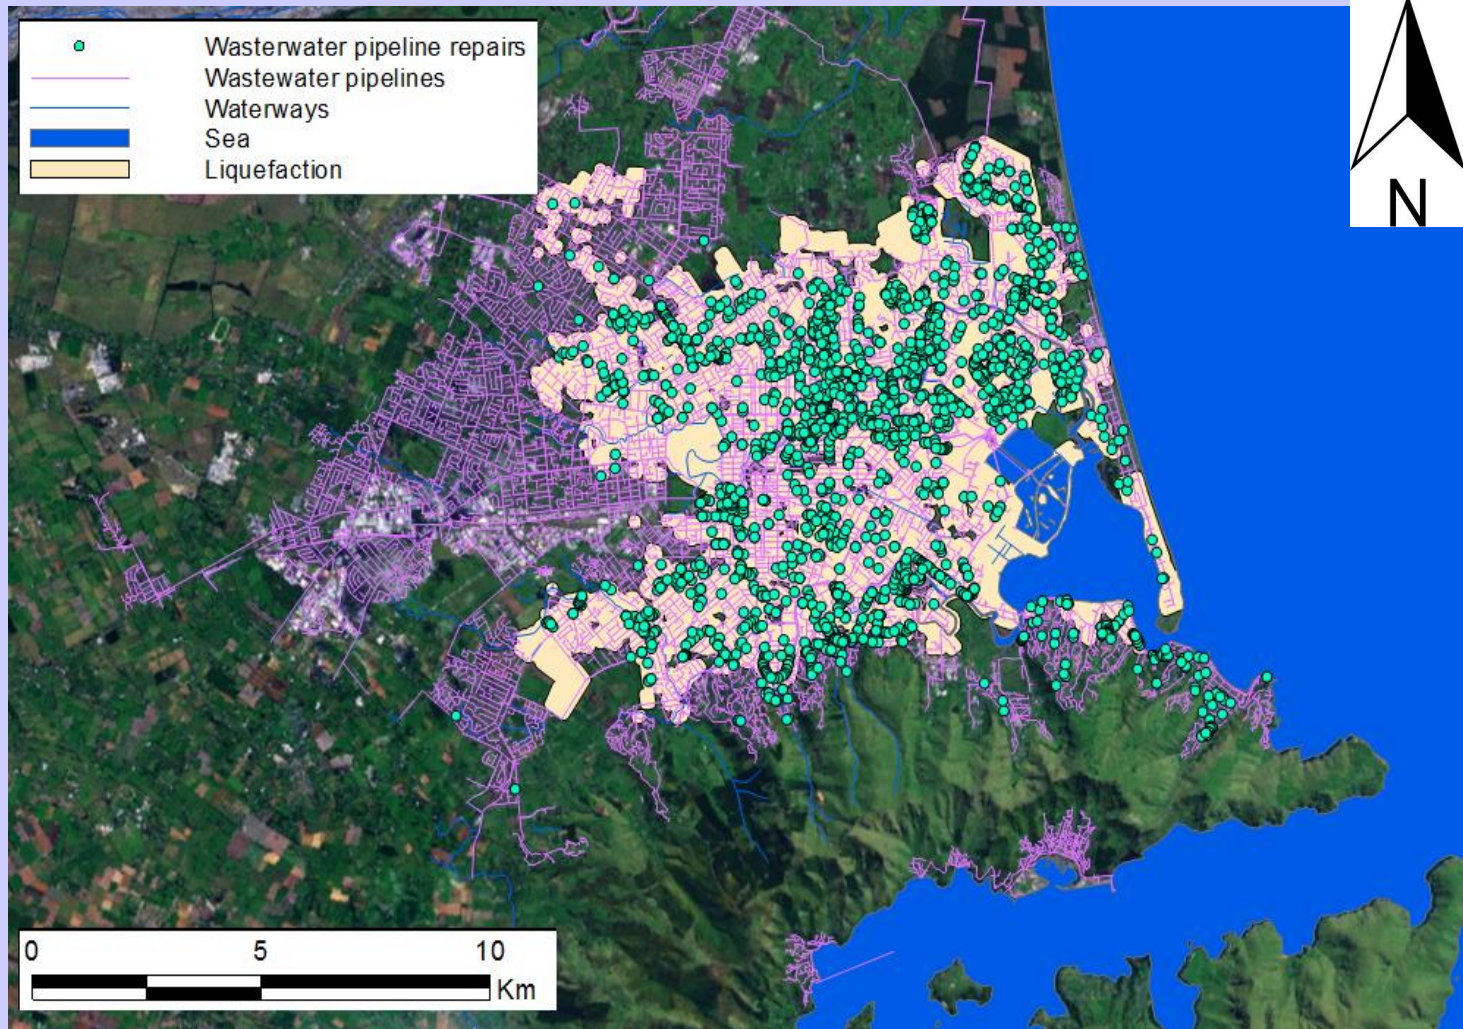 Wasterwater pipeline repairs
Wastewater pipelines
Waterways
Sea
Liquefaction
N
0 5 10
Km